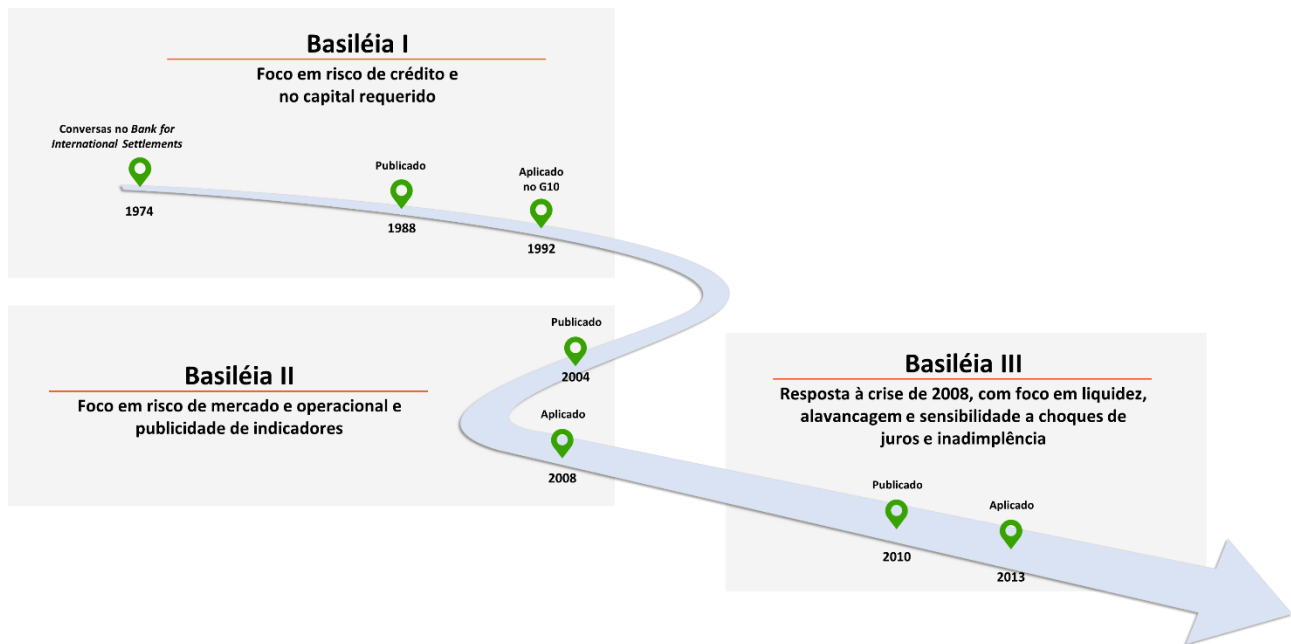 Basiléia I
Foco em risco de crédito e
no capital requerido
Conversas no Bank for
International Settlements
1974
Publicado
1988
Aplicado
no G10
1992
Basiléia II
Foco em risco de mercado e operacional e
publicidade de indicadores
Publicado
2004
Aplicado
2008
Basiléia III
Resposta à crise de 2008, com foco em liquidez,
alavancagem e sensibilidade a choques de
juros e inadimplência
Publicado
2010
Aplicado
2013